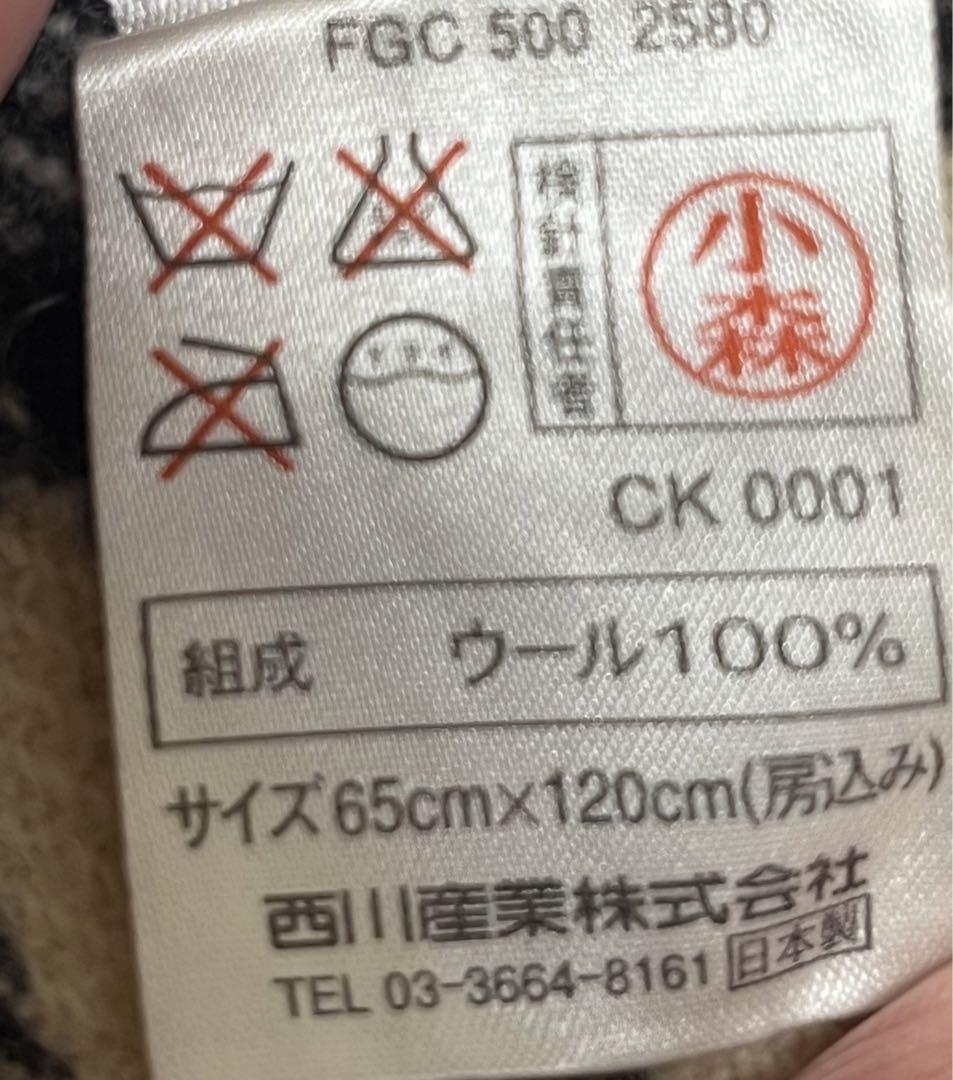 FGC 500 2580
検針責任者
小森
CK 0001
組成 ウール100%
サイズ65cm×120cm(房込み)
西川産業株式会社
TEL 03-3664-8161 日本製